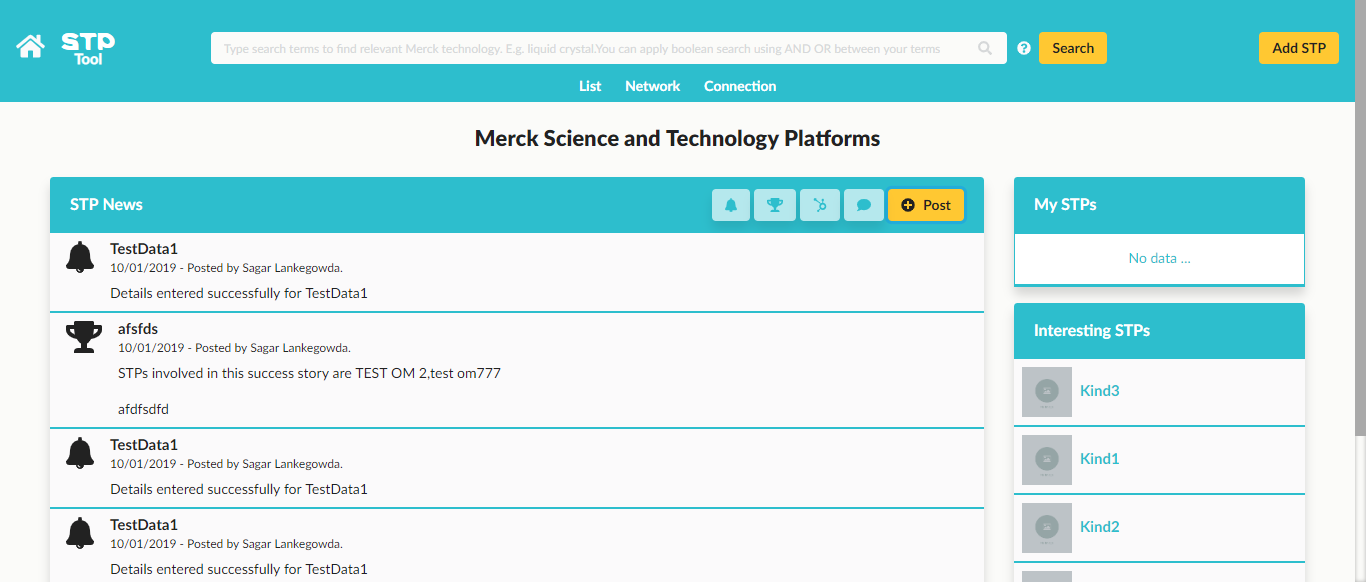 STP
Tool
Type search terms to find relevant Merck technology. E.g. liquid crystal.You can apply boolean search using AND OR between your terms
Search
Add STP
List Network Connection
Merck Science and Technology Platforms
STP News
Post
TestData1
10/01/2019 - Posted by Sagar Lankegowda.
Details entered successfully for TestData1
afsfds
10/01/2019 - Posted by Sagar Lankegowda.
STPs involved in this success story are TEST OM 2,test om777
afdfsdfd
TestData1
10/01/2019 - Posted by Sagar Lankegowda.
Details entered successfully for TestData1
TestData1
10/01/2019 - Posted by Sagar Lankegowda.
Details entered successfully for TestData1
My STPs
No data ...
Interesting STPs
Kind3
Kind1
Kind2